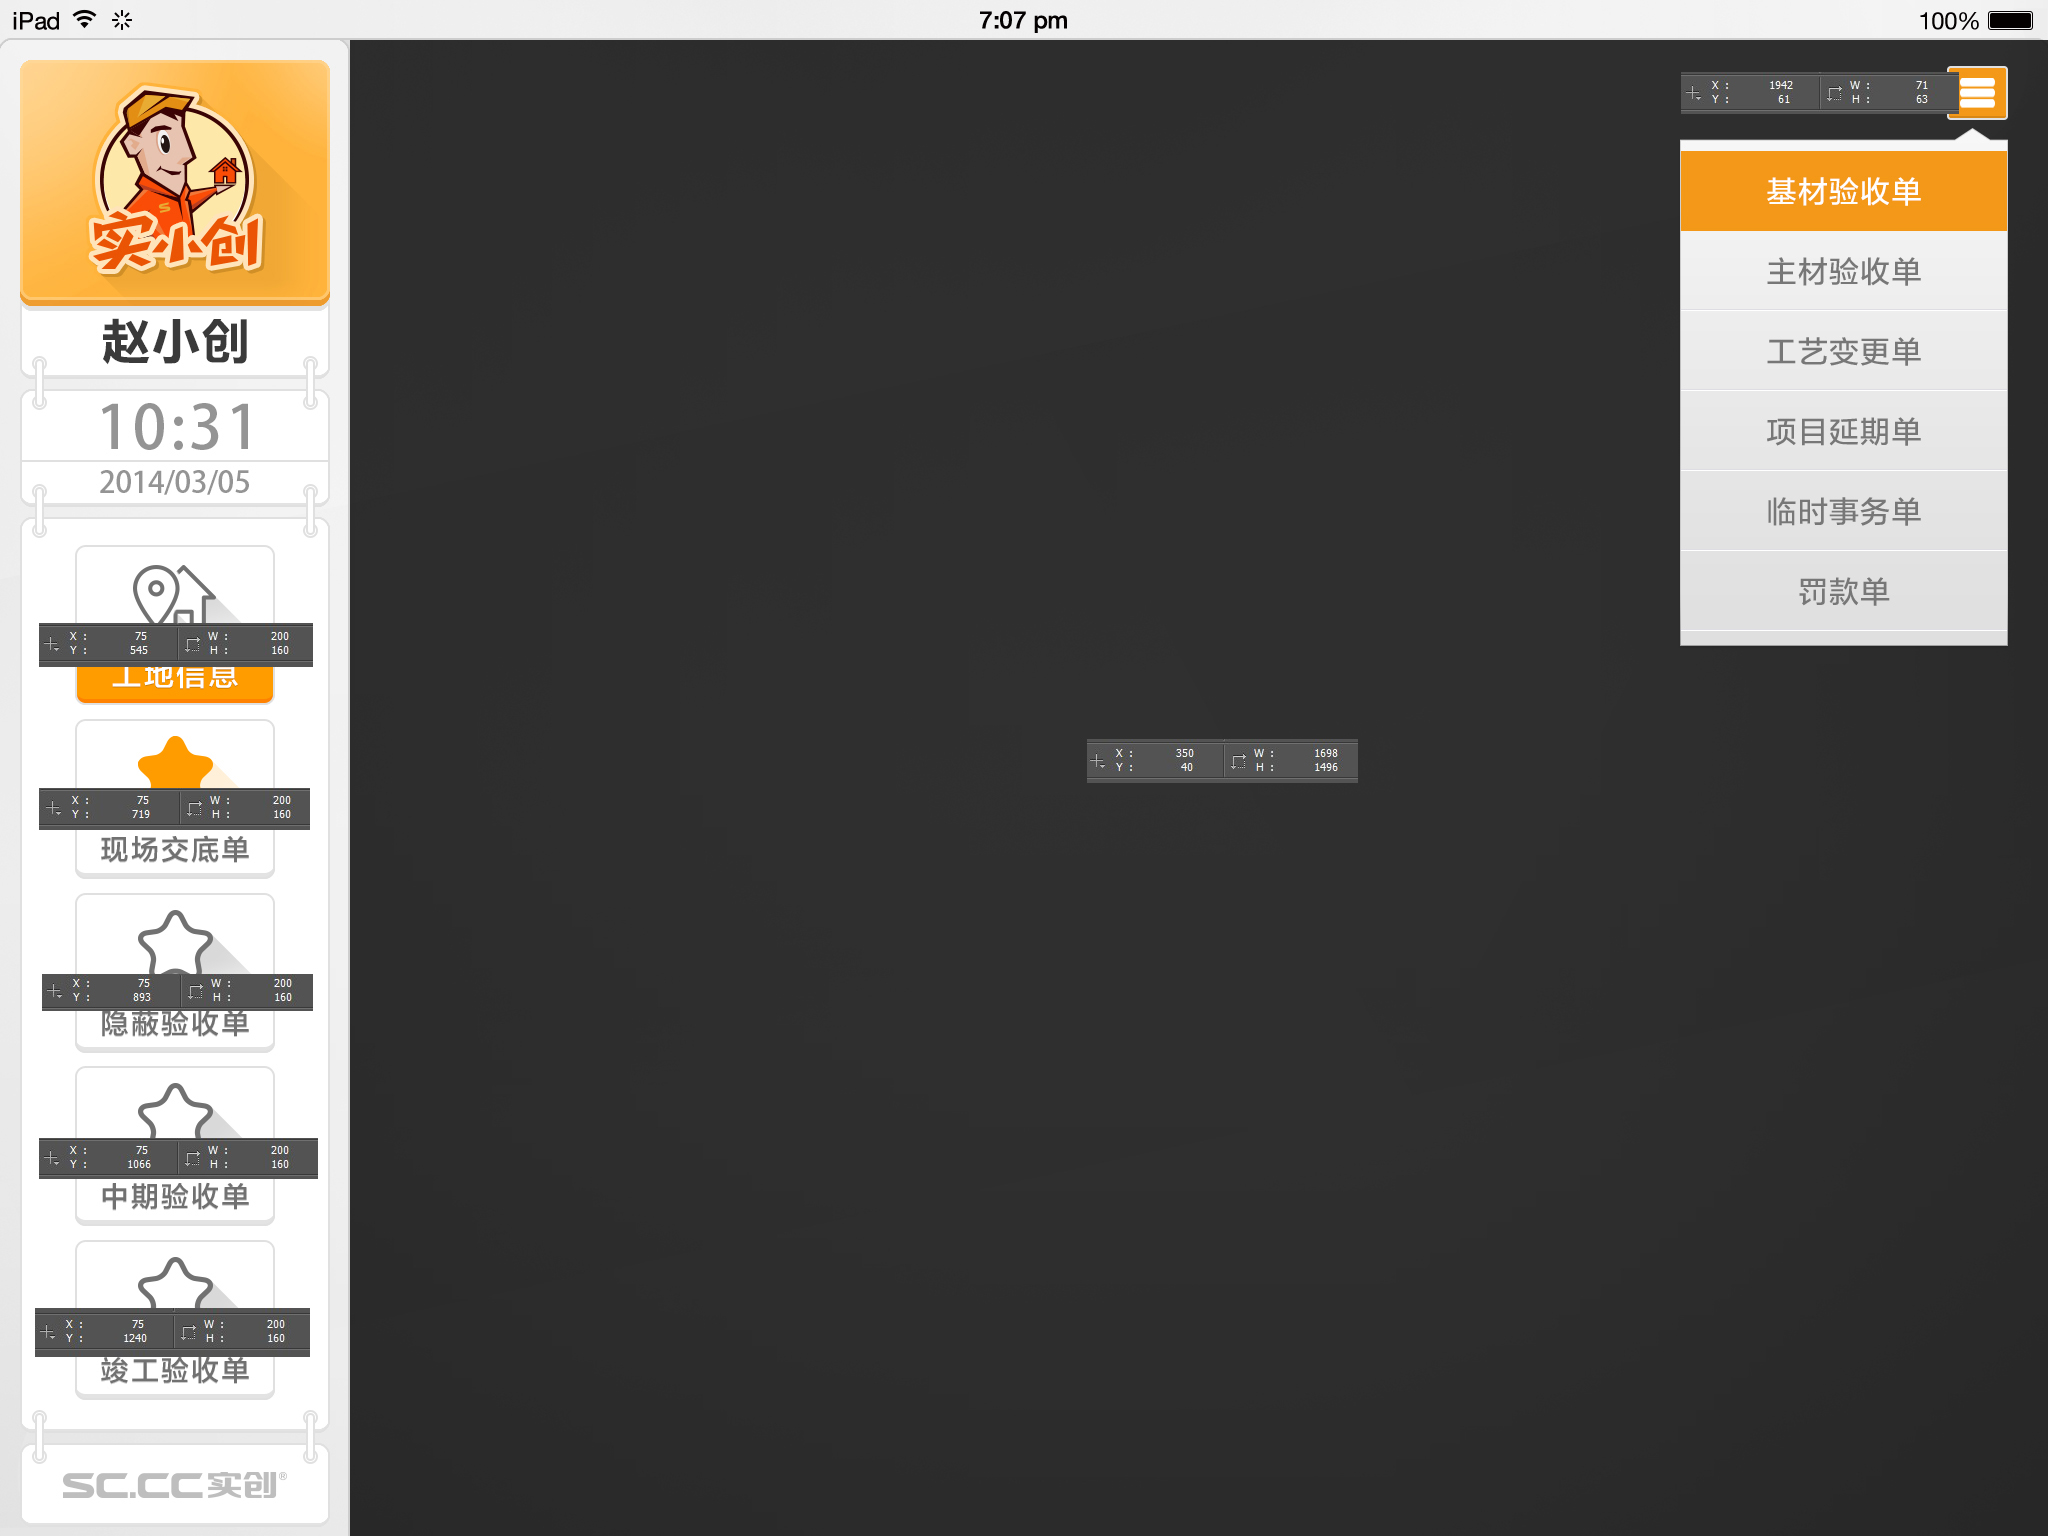 iPad
7:07 pm
100%
实小创
赵小创
10:31
2014/03/05
X : 75 W : 200
Y : 545 H : 160
工地信息
X : 75 W : 200
Y : 719 H : 160
现场交底单
X : 75 W : 200
Y : 893 H : 160
隐蔽验收单
X : 75 W : 200
Y : 1066 H : 160
中期验收单
X : 75 W : 200
Y : 1240 H : 160
竣工验收单
SC.CC实创®
X : 350 W : 1698
Y : 40 H : 1496
X : 1942 W : 71
Y : 61 H : 63
基材验收单
主材验收单
工艺变更单
项目延期单
临时事务单
罚款单